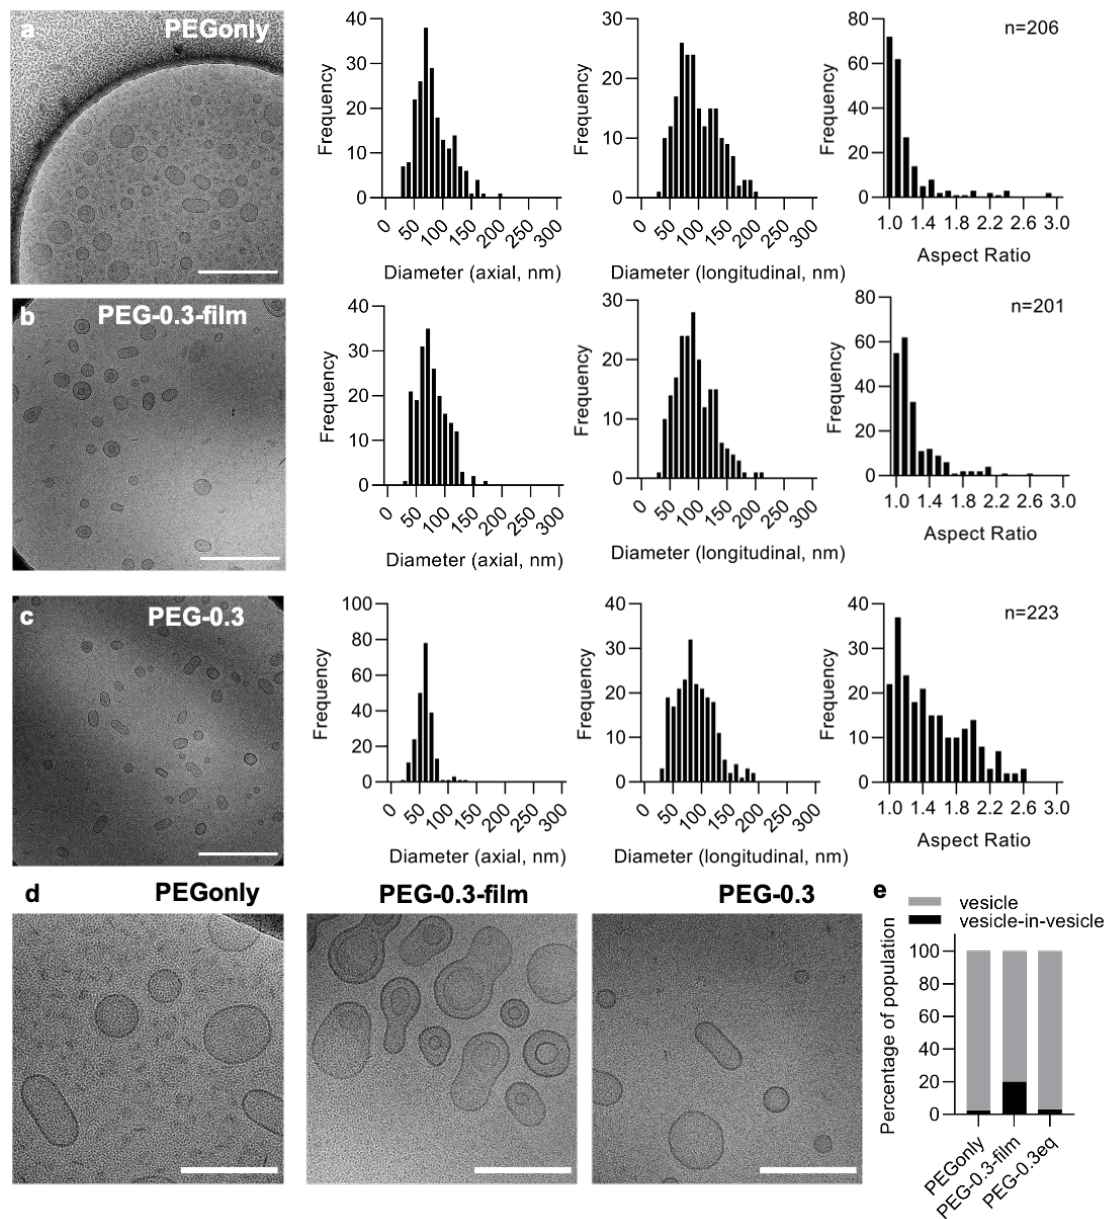 a PEGonly
Frequency
40
30
20
10
0
0 50 100 150 200 250 300
Diameter (axial, nm)
Frequency
30
20
10
0
0 50 100 150 200 250 300
Diameter (longitudinal, nm)
n=206
Frequency
80
60
40
20
0
1.0 1.4 1.8 2.2 2.6 3.0
Aspect Ratio
b PEG-0.3-film
Frequency
40
30
20
10
0
0 50 100 150 200 250 300
Diameter (axial, nm)
Frequency
30
20
10
0
0 50 100 150 200 250 300
Diameter (longitudinal, nm)
n=201
Frequency
80
60
40
20
0
1.0 1.4 1.8 2.2 2.6 3.0
Aspect Ratio
c PEG-0.3
Frequency
100
80
60
40
20
0
0 50 100 150 200 250 300
Diameter (axial, nm)
Frequency
40
30
20
10
0
0 50 100 150 200 250 300
Diameter (longitudinal, nm)
n=223
Frequency
40
30
20
10
0
1.0 1.4 1.8 2.2 2.6 3.0
Aspect Ratio
d PEGonly
PEG-0.3-film
PEG-0.3
e
vesicle
vesicle-in-vesicle
Percentage of population
100
80
60
40
20
0
PEGonly
PEG-0.3-film
PEG-0.3eq